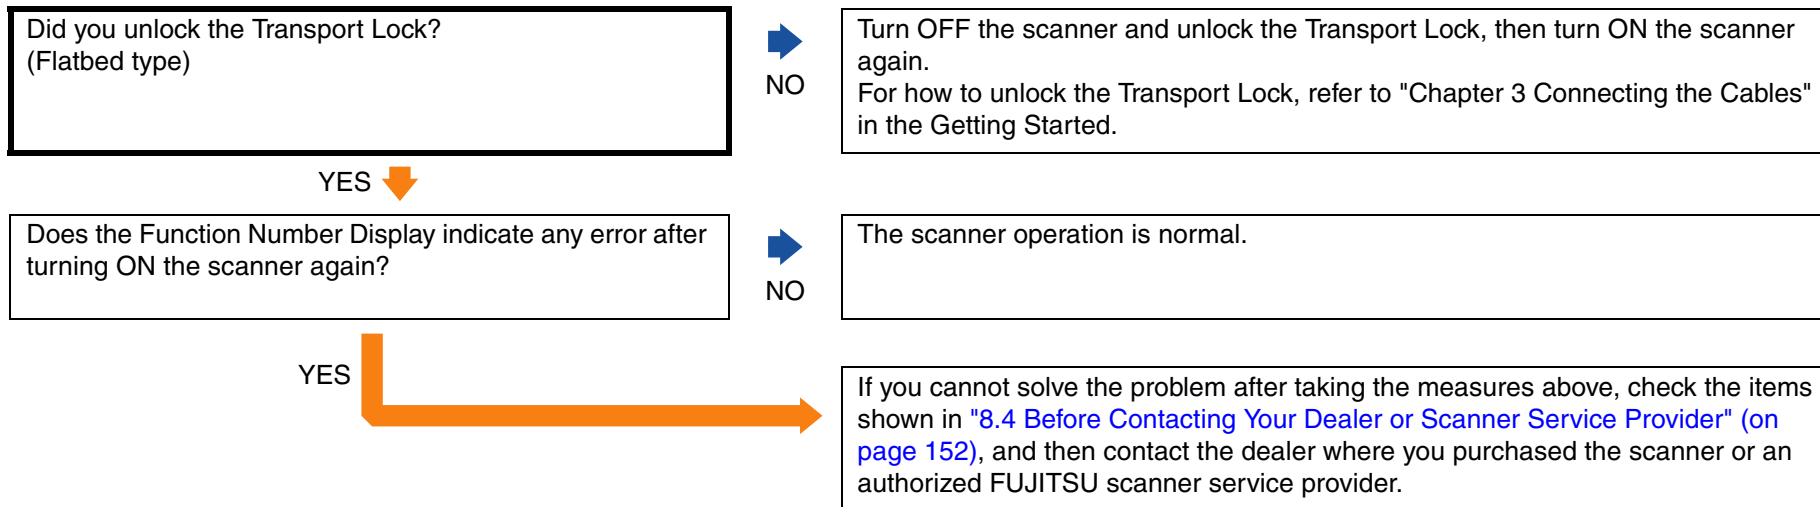 Did you unlock the Transport Lock?
(Flatbed type)
NO
Turn OFF the scanner and unlock the Transport Lock, then turn ON the scanner
again.
For how to unlock the Transport Lock, refer to "Chapter 3 Connecting the Cables"
in the Getting Started.
YES
Does the Function Number Display indicate any error after
turning ON the scanner again?
NO
The scanner operation is normal.
YES
If you cannot solve the problem after taking the measures above, check the items
shown in "8.4 Before Contacting Your Dealer or Scanner Service Provider" (on
page 152), and then contact the dealer where you purchased the scanner or an
authorized FUJITSU scanner service provider.